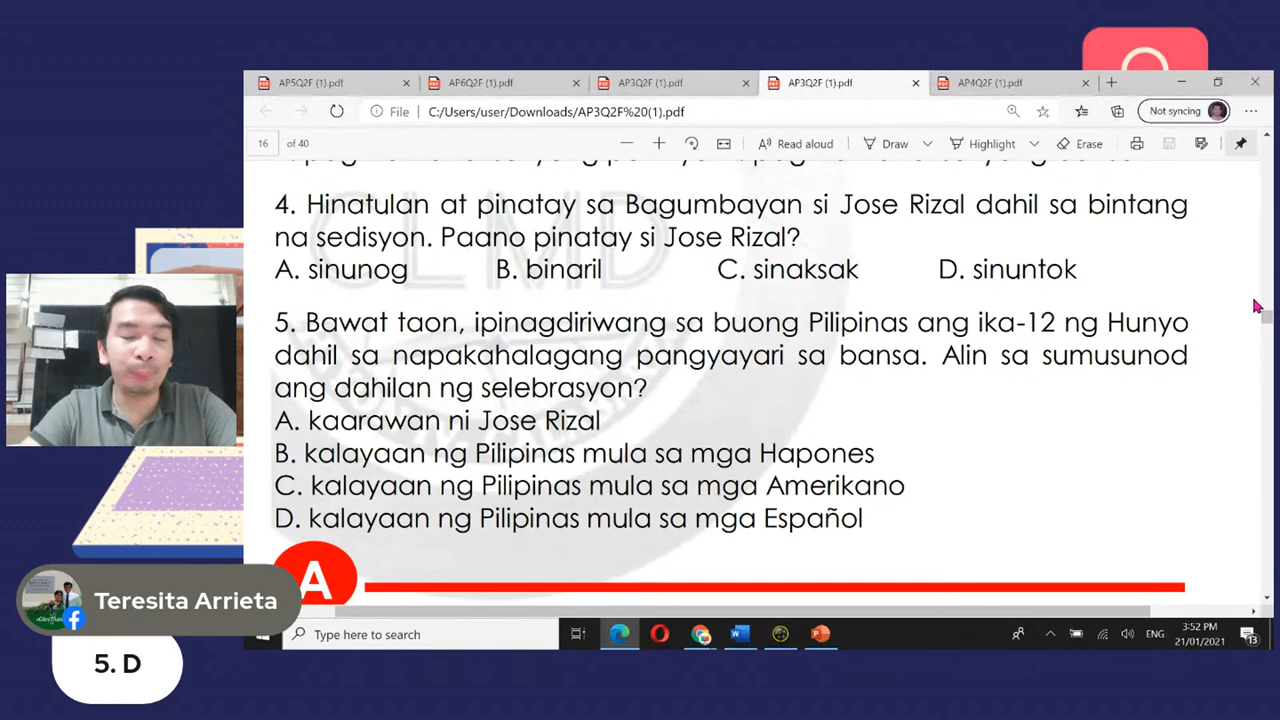 AP5Q2F (1).pdf
AP6Q2F (1).pdf
AP3Q2F (1).pdf
AP3Q2F (1).pdf
AP4Q2F (1).pdf
File C:/Users/user/Downloads/AP3Q2F%20(1).pdf
Not syncing
16 of 40
Read aloud
Draw
Highlight
Erase
4. Hinatulan at pinatay sa Bagumbayan si Jose Rizal dahil sa bintang
na sedisyon. Paano pinatay si Jose Rizal?
A. sinunog B. binaril C. sinaksak D. sinuntok
5. Bawat taon, ipinagdiriwang sa buong Pilipinas ang ika-12 ng Hunyo
dahil sa napakahalagang pangyayari sa bansa. Alin sa sumusunod
ang dahilan ng selebrasyon?
A. kaarawan ni Jose Rizal
B. kalayaan ng Pilipinas mula sa mga Hapones
C. kalayaan ng Pilipinas mula sa mga Amerikano
D. kalayaan ng Pilipinas mula sa mga Español
A
CLMD
Teresita Arrieta
5. D
Type here to search
ENG
3:52 PM
21/01/2021
13